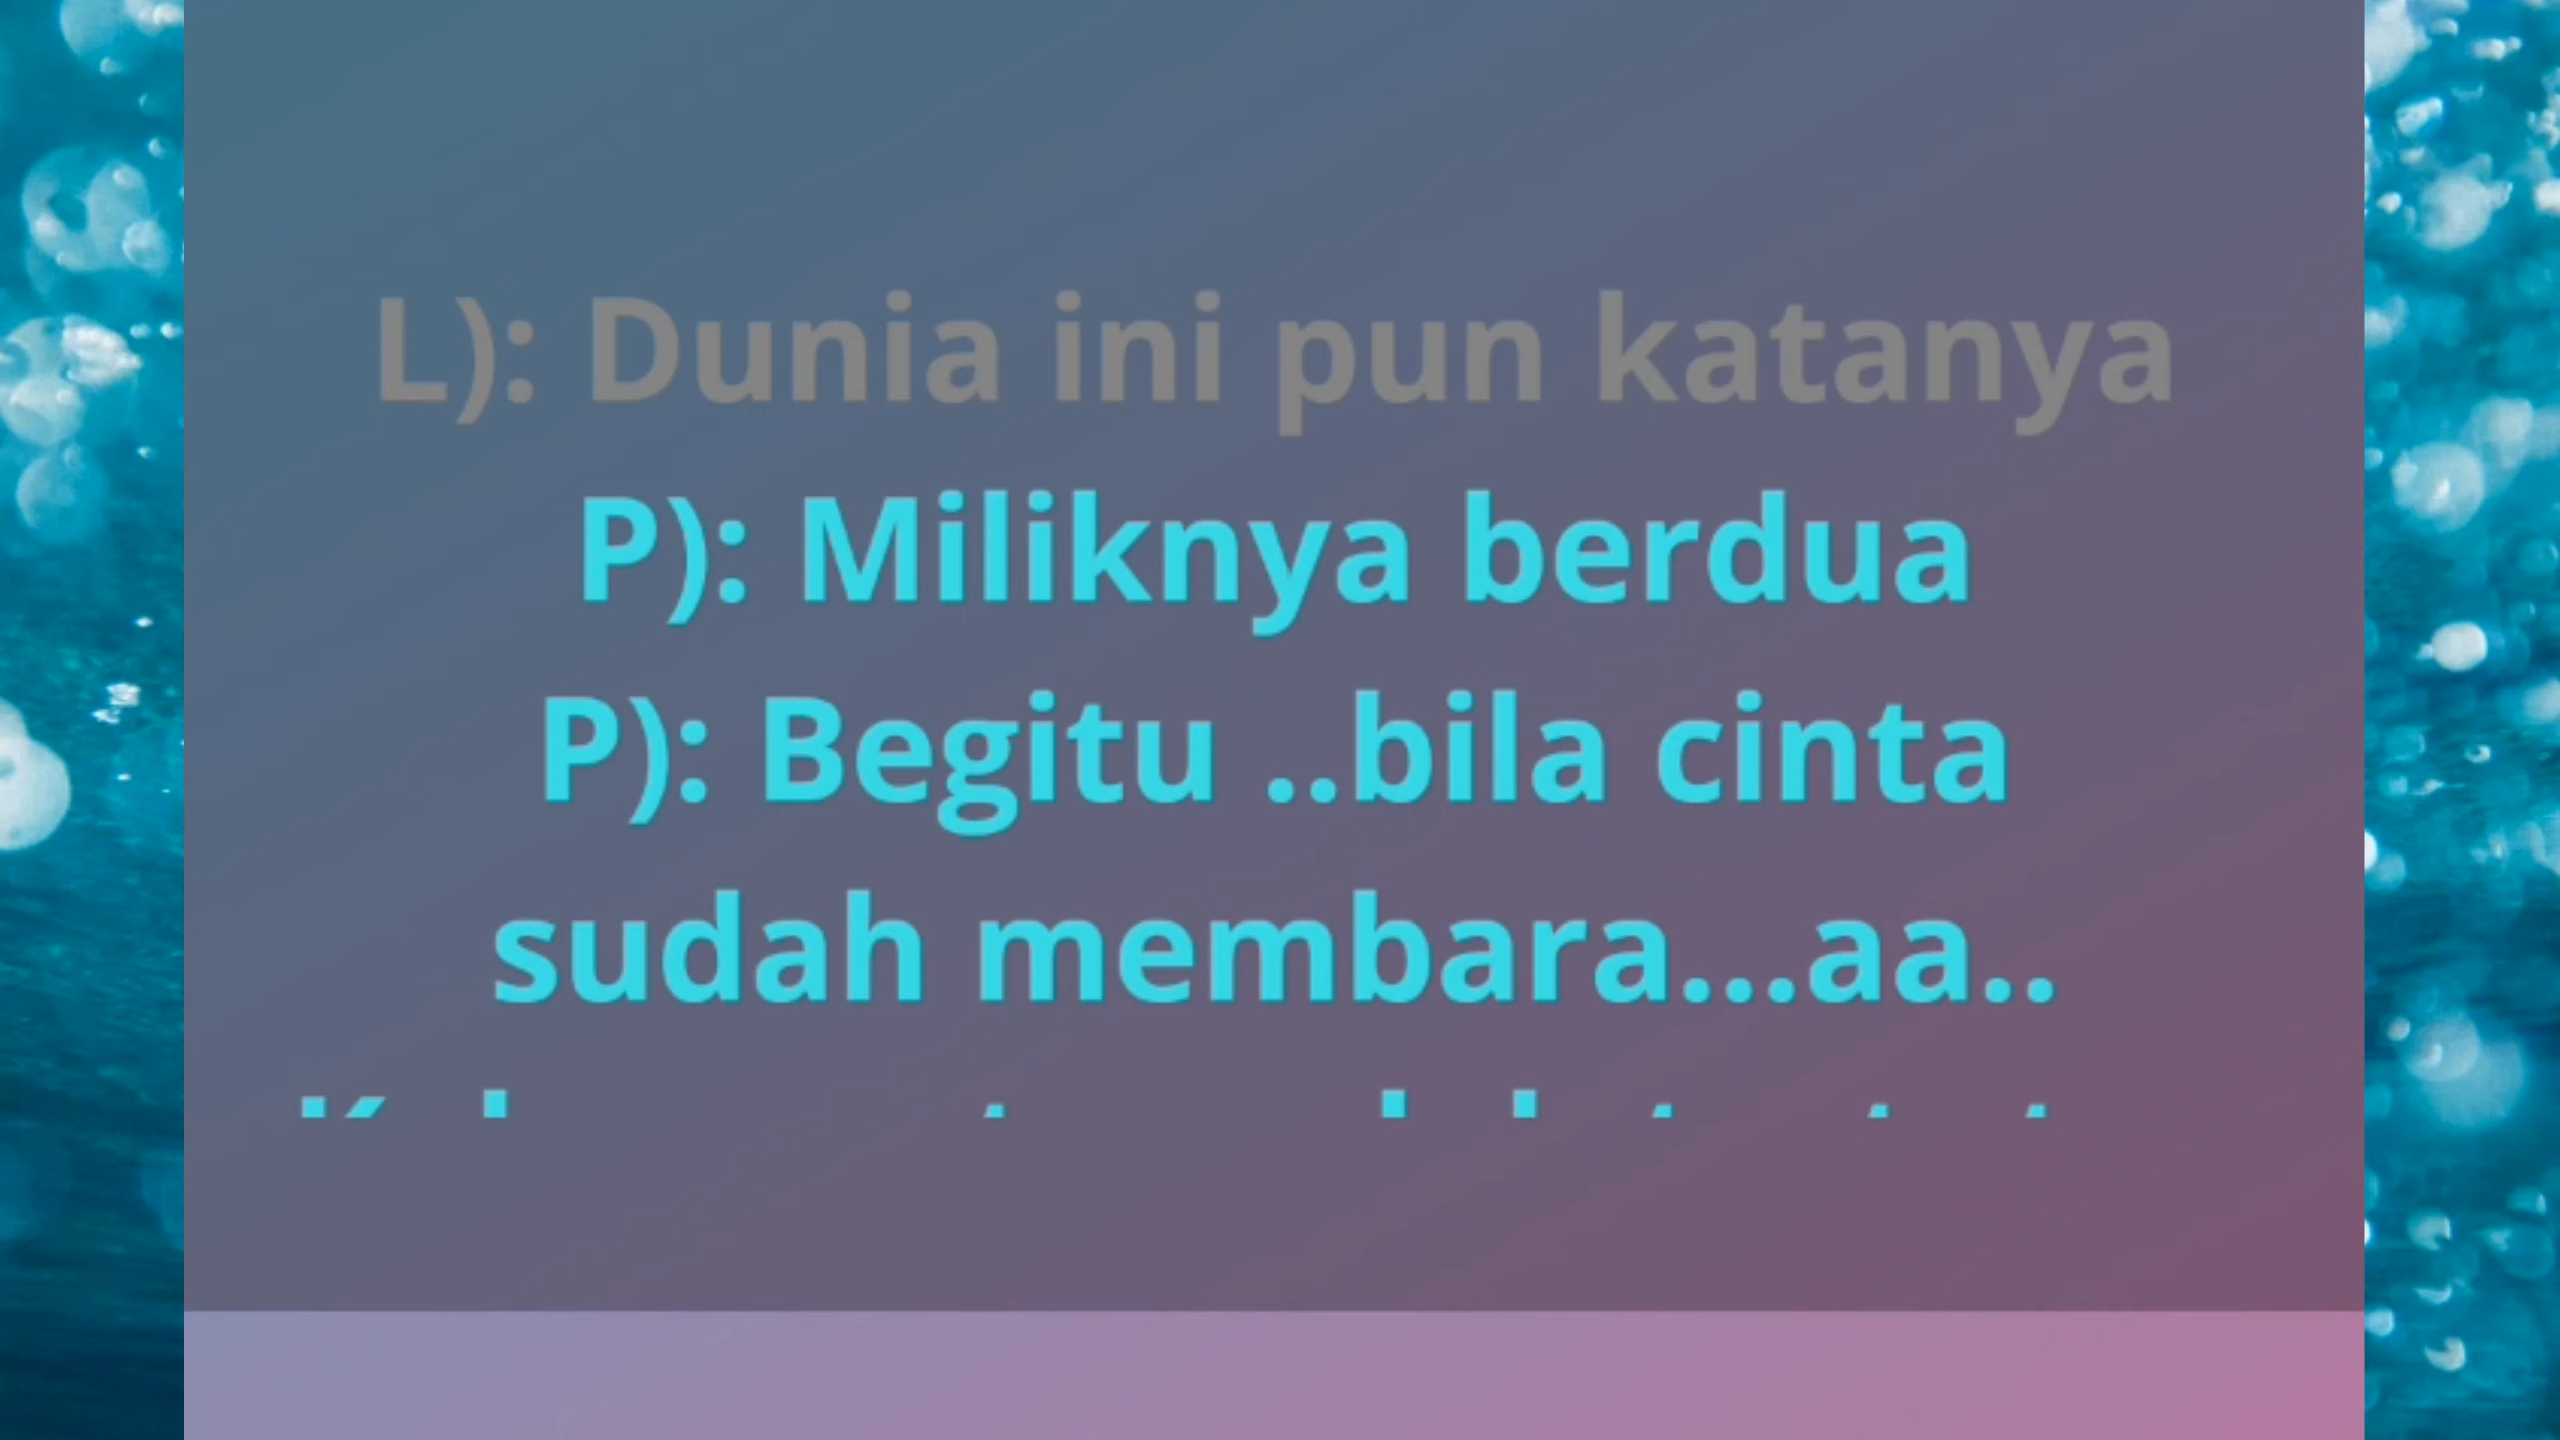 L): Dunia ini pun katanya
P): Miliknya berdua
P): Begitu ..bila cinta
sudah membara...aa..